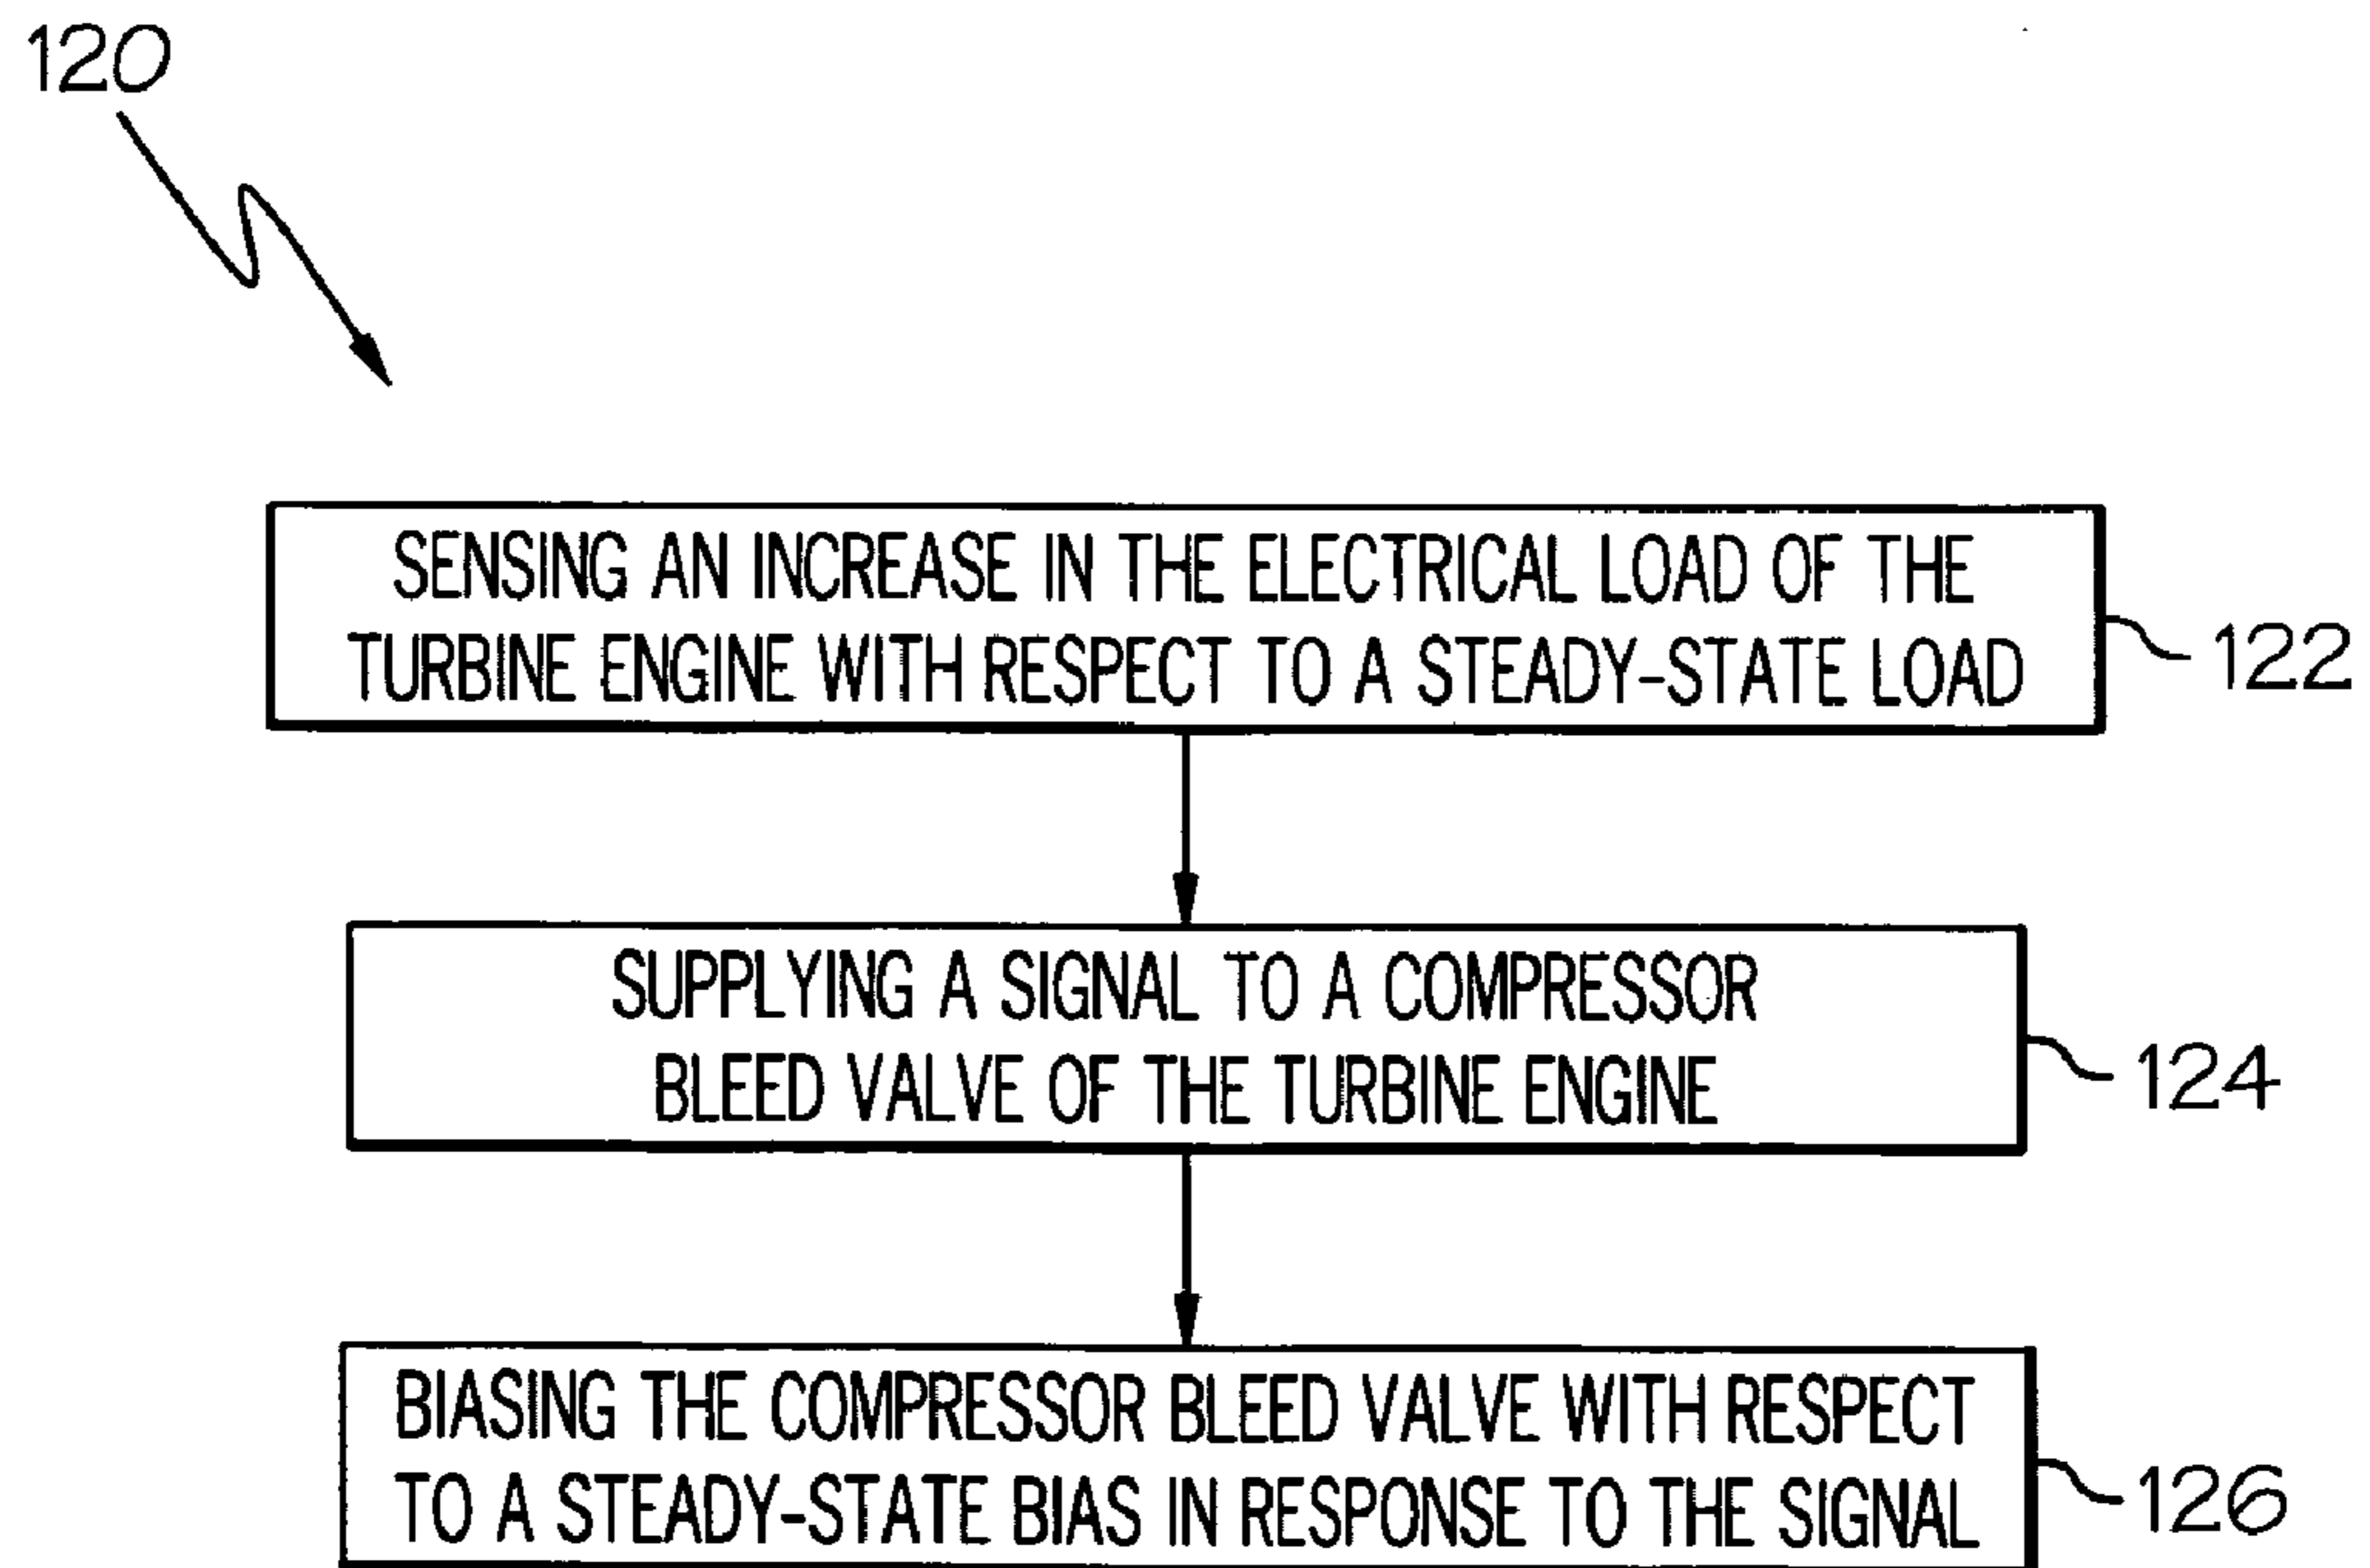 120
SENSING AN INCREASE IN THE ELECTRICAL LOAD OF THE
TURBINE ENGINE WITH RESPECT TO A STEADY-STATE LOAD
122
SUPPLYING A SIGNAL TO A COMPRESSOR
BLEED VALVE OF THE TURBINE ENGINE
124
BIASING THE COMPRESSOR BLEED VALVE WITH RESPECT
TO A STEADY-STATE BIAS IN RESPONSE TO THE SIGNAL
126